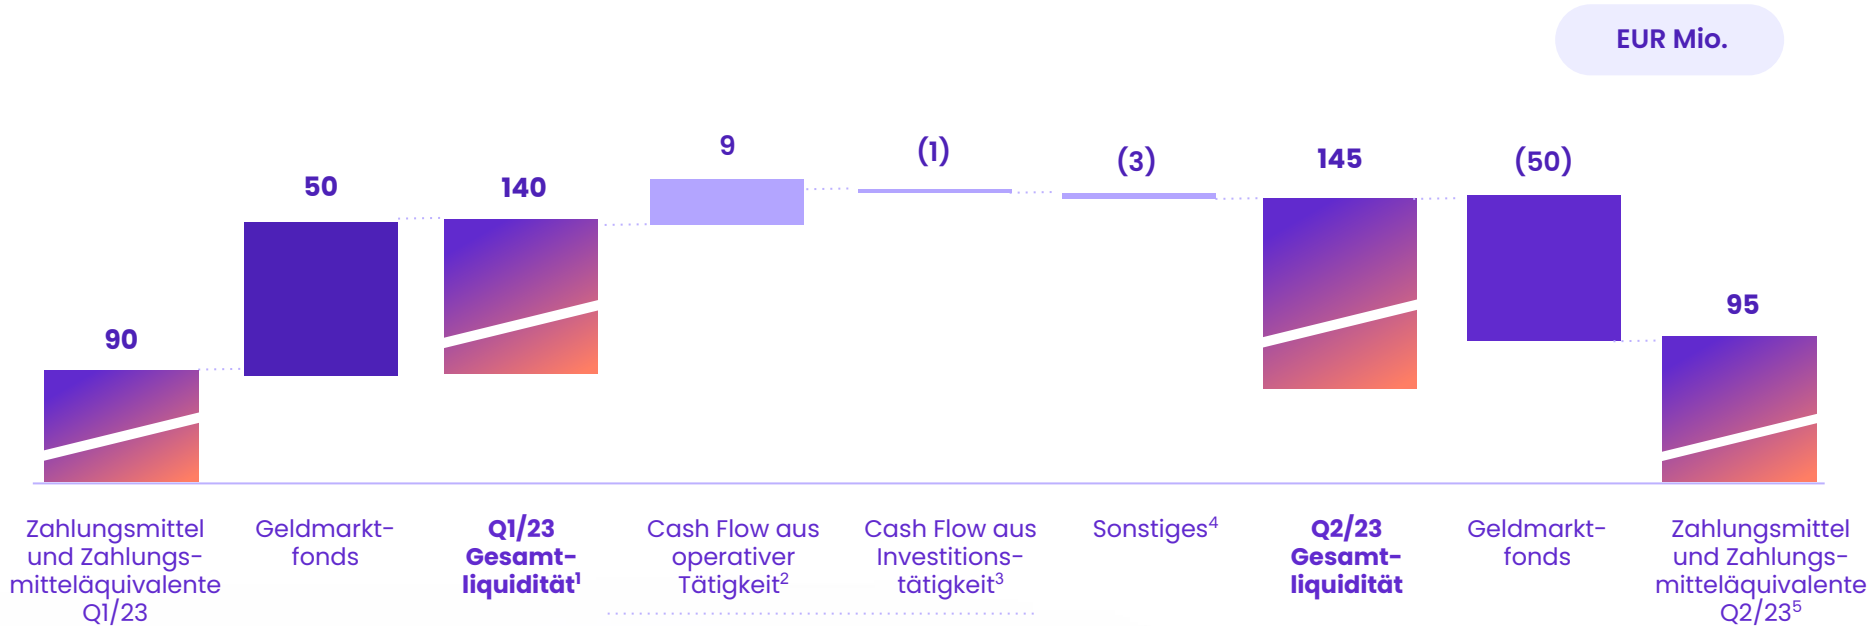 EUR Mio.
90
50
140
9
(1)
(3)
145
(50)
95
Zahlungsmittel
und Zahlungs-
mitteläquivalente
Q1/23
Geldmarkt-
fonds
Q1/23
Gesamt-
liquidität¹
Cash Flow aus
operativer
Tätigkeit²
Cash Flow aus
Investitions-
tätigkeit³
Sonstiges⁴
Q2/23
Gesamt-
liquidität
Geldmarkt-
fonds
Zahlungsmittel
und Zahlungs-
mitteläquivalente
Q2/23⁵